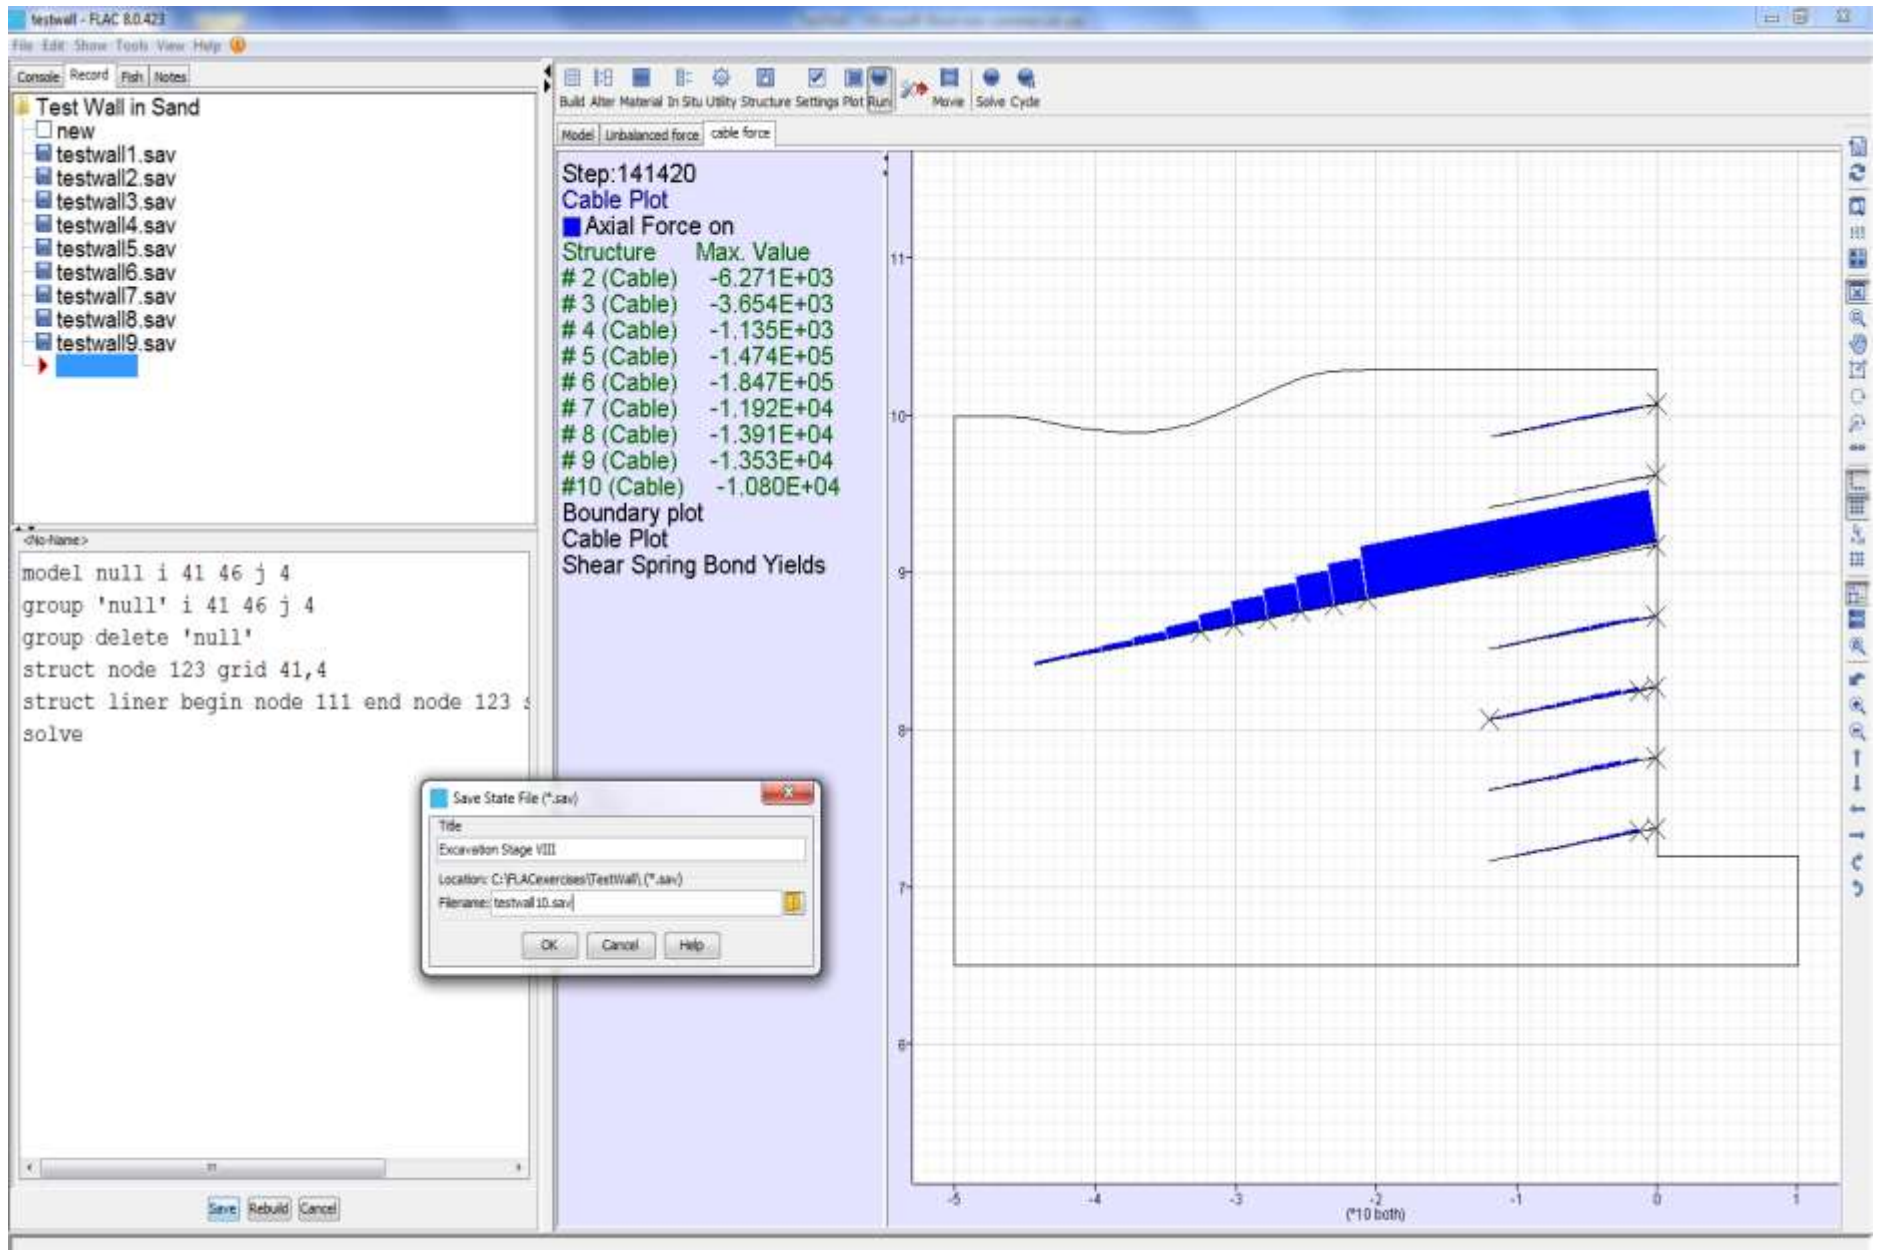 testwall - FLAC 8.0.423
File Edit Show Tools View Help
Console Record Fish Notes
Test Wall in Sand
new
testwall1.sav
testwall2.sav
testwall3.sav
testwall4.sav
testwall5.sav
testwall6.sav
testwall7.sav
testwall8.sav
testwall9.sav
<No-Name>
model null i 41 46 j 4
group 'null' i 41 46 j 4
group delete 'null'
struct node 123 grid 41,4
struct liner begin node 111 end node 123 s
solve
Save Rebuild Cancel
Build Alter Material In Situ Utility Structure Settings Plot Run Movie Solve Cycle
Model Unbalanced force cable force
Step:141420
Cable Plot
Axial Force on
Structure Max. Value
# 2 (Cable) -6.271E+03
# 3 (Cable) -3.654E+03
# 4 (Cable) -1.135E+03
# 5 (Cable) -1.474E+05
# 6 (Cable) -1.847E+05
# 7 (Cable) -1.192E+04
# 8 (Cable) -1.391E+04
# 9 (Cable) -1.353E+04
#10 (Cable) -1.080E+04
Boundary plot
Cable Plot
Shear Spring Bond Yields
11
10
9
8
7
6
-5 -4 -3 -2 -1 0 1
(*10 both)
Save State File (*.sav)
Title
Excavation Stage VIII
Location: C:\FLACexercises\TestWall\ (*.sav)
Filename: testwall10.sav
OK Cancel Help